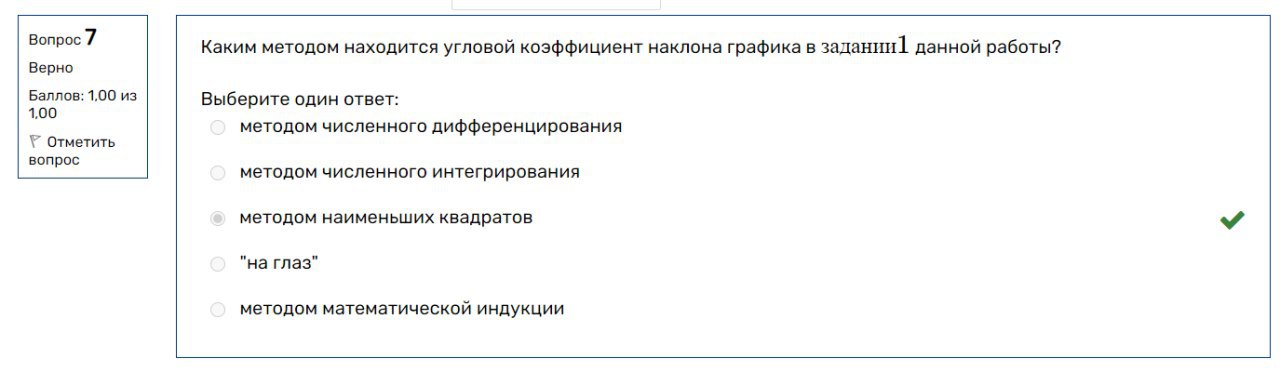 Вопрос 7
Верно
Баллов: 1,00 из
1,00
Отметить
вопрос
Каким методом находится угловой коэффициент наклона графика в задании1 данной работы?
Выберите один ответ:
методом численного дифференцирования
методом численного интегрирования
методом наименьших квадратов
"на глаз"
методом математической индукции